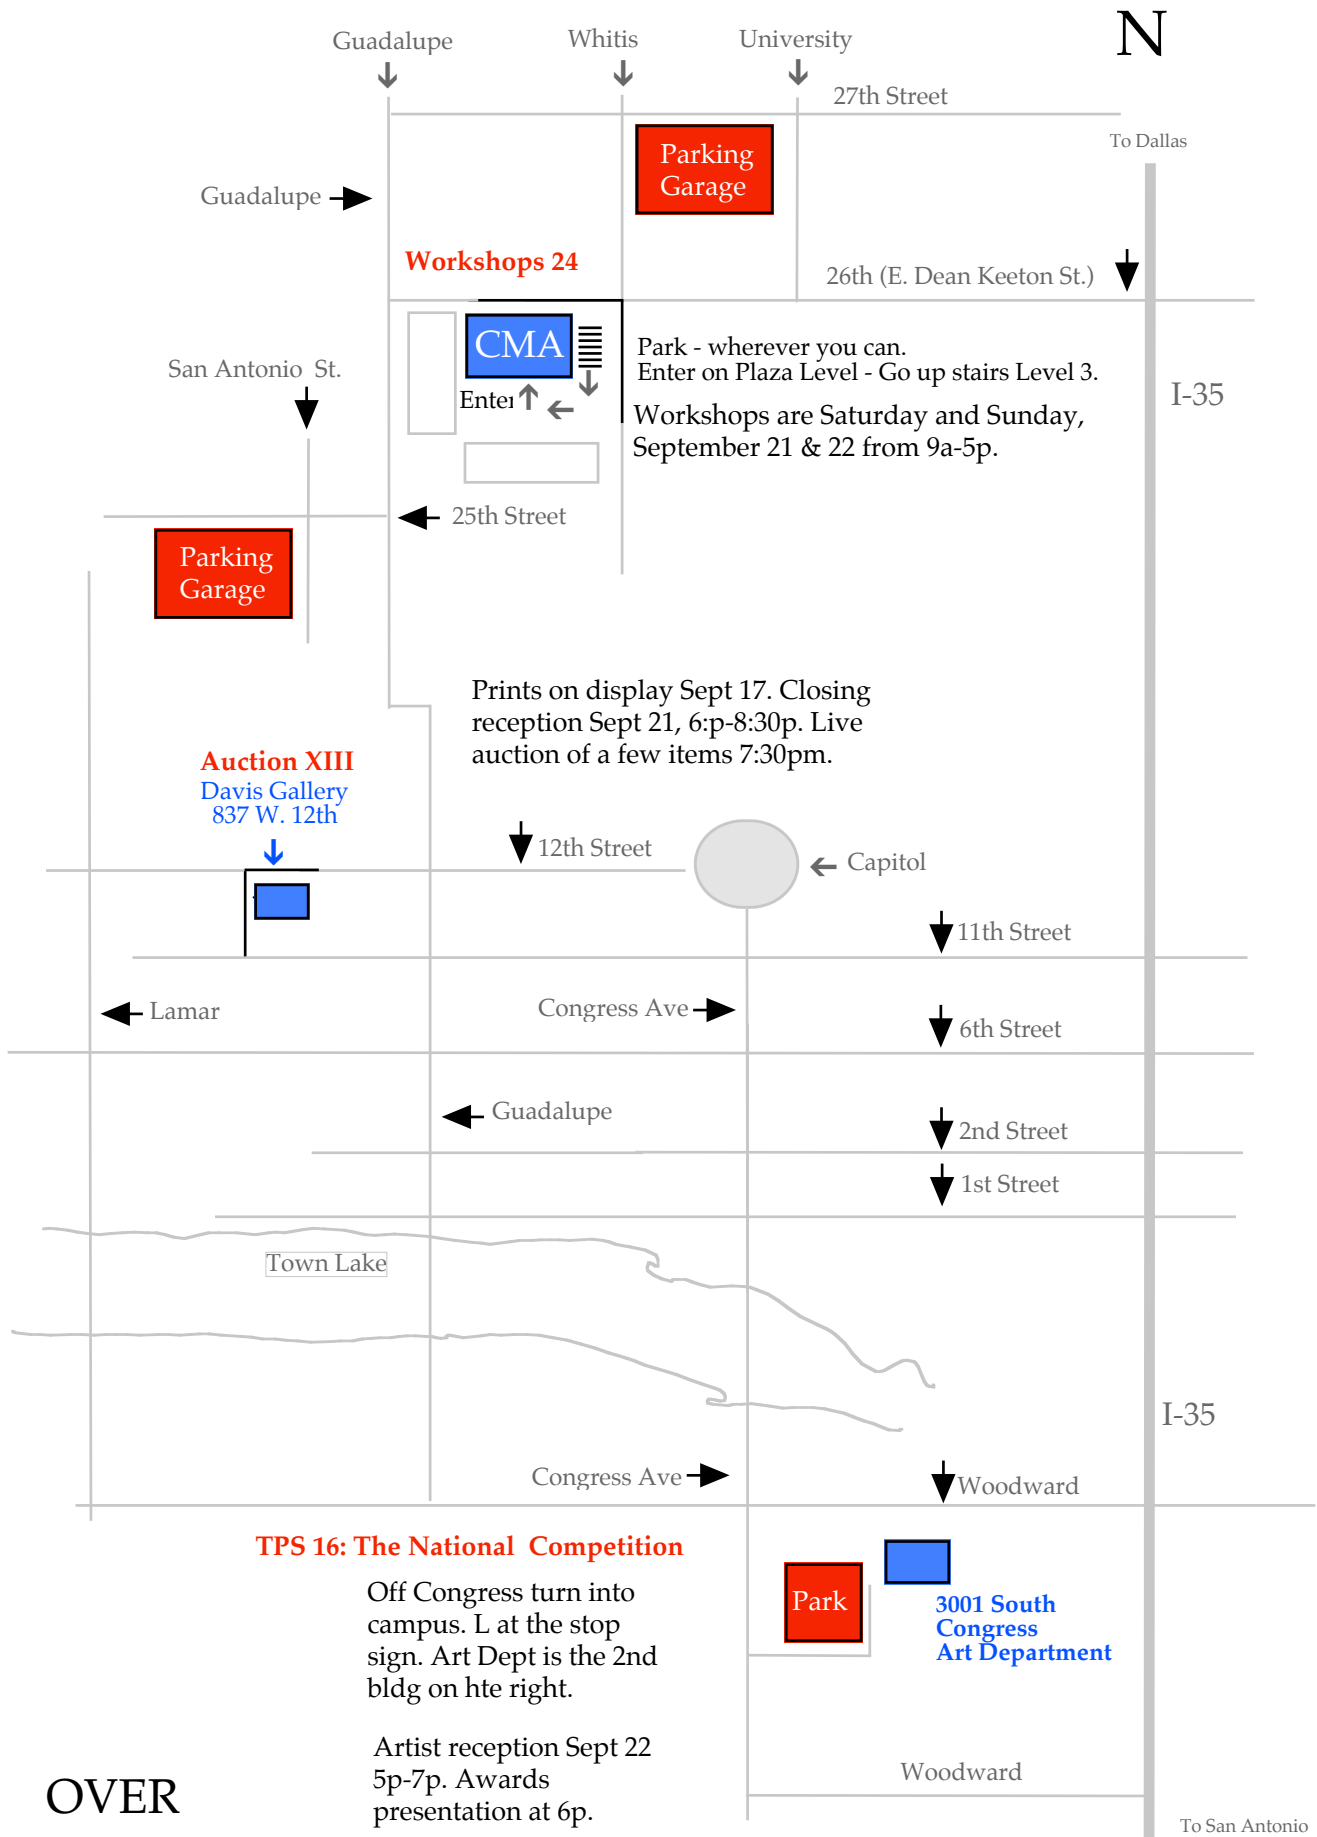 N
Guadalupe
Whitis
University
27th Street
To Dallas
Parking
Garage
Guadalupe
Workshops 24
26th (E. Dean Keeton St.)
CMA
Enter
Park - wherever you can.
Enter on Plaza Level - Go up stairs Level 3.
Workshops are Saturday and Sunday,
September 21 & 22 from 9a-5p.
San Antonio St.
I-35
25th Street
Parking
Garage
Prints on display Sept 17. Closing
reception Sept 21, 6:p-8:30p. Live
auction of a few items 7:30pm.
Auction XIII
Davis Gallery
837 W. 12th
12th Street
Capitol
11th Street
Lamar
Congress Ave
6th Street
Guadalupe
2nd Street
1st Street
Town Lake
I-35
Congress Ave
Woodward
TPS 16: The National Competition
Off Congress turn into
campus. L at the stop
sign. Art Dept is the 2nd
bldg on hte right.
Park
3001 South
Congress
Art Department
Artist reception Sept 22
5p-7p. Awards
presentation at 6p.
Woodward
OVER
To San Antonio